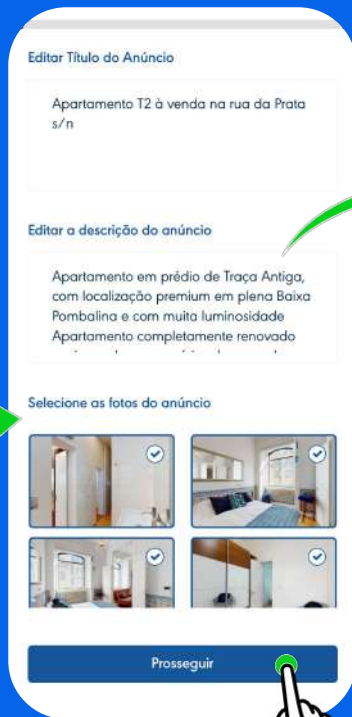 Editar Título do Anúncio
Apartamento T2 à venda na rua da Prata
s/n
Editar a descrição do anúncio
Apartamento em prédio de Traça Antiga,
com localização premium em plena Baixa
Pombalina e com muita luminosidade
Apartamento completamente renovado
Selecione as fotos do anúncio
Prosseguir